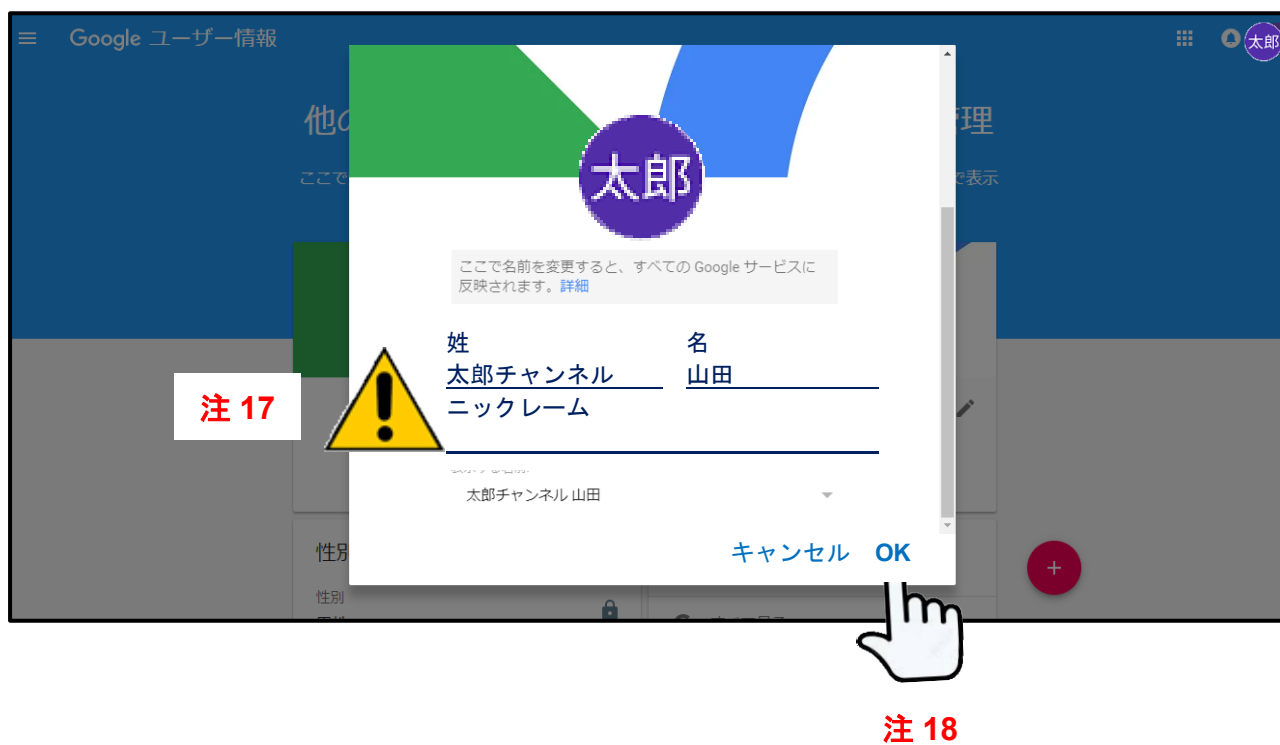 Google ユーザー情報
太郎
他の
管理
ここで
で表示
太郎
ここで名前を変更すると、すべての Google サービスに
反映されます。詳細
姓 名
太郎チャンネル 山田
ニックレーム
注 17
太郎チャンネル 山田
キャンセル OK
性別
性別
注 18